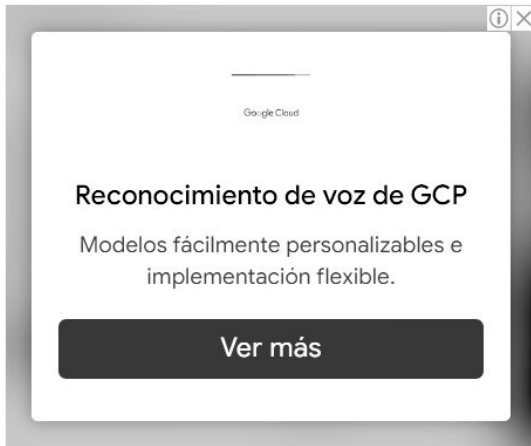 Google Cloud
Reconocimiento de voz de GCP
Modelos fácilmente personalizables e
implementación flexible.
Ver más